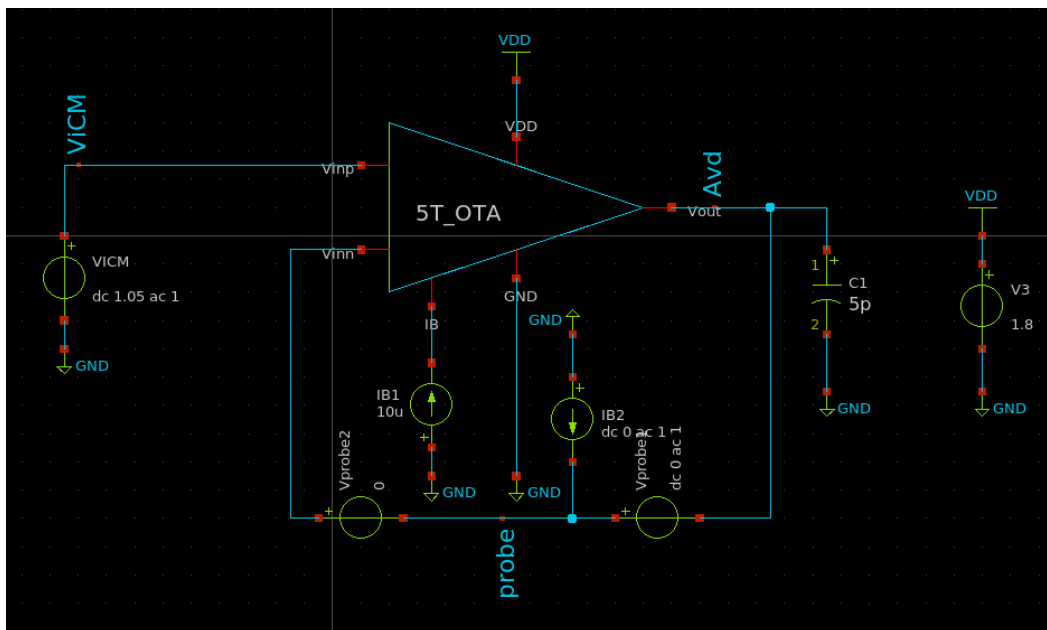 VDD
ViCM
VDD
Vinp
Avd
5T_OTA
Vout
VDD
Vinn
+
VICM
dc 1.05 ac 1
GND
1
+
C1
5p
2
+
V3
1.8
GND
IB
GND
GND
IB1
10u
+
+
IB2
dc 0 ac 1
GND
GND
Vprobe2
0
Vprobe1
dc 0 ac 1
GND
GND
+
+
probe